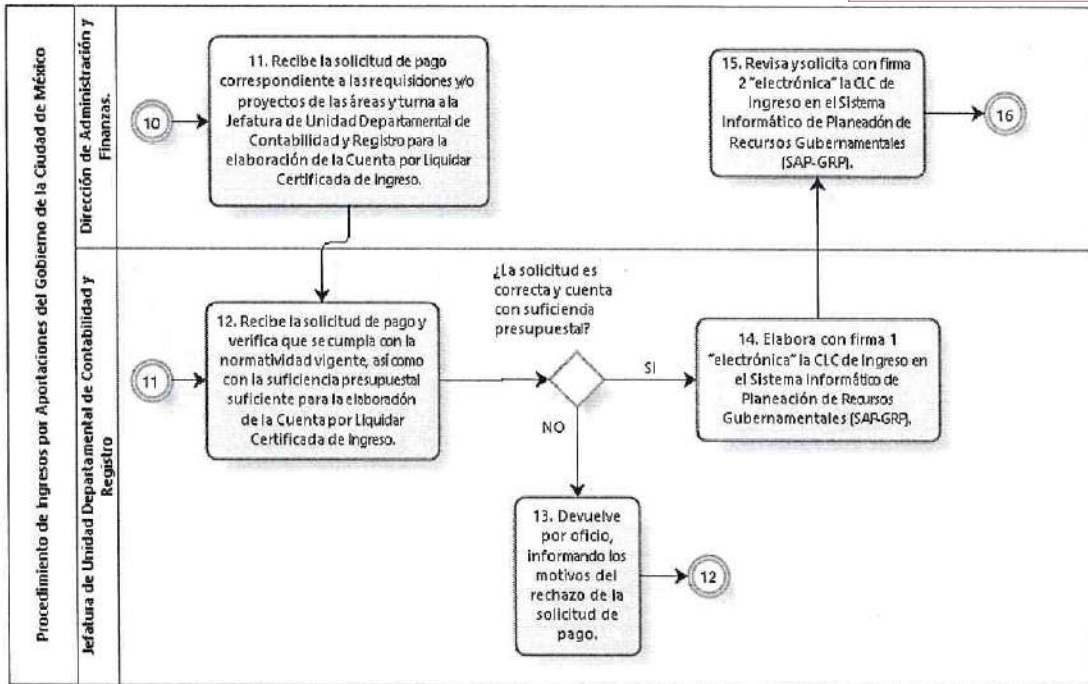 Procedimiento de Ingresos por Aportaciones del Gobierno de la Ciudad de México
Dirección de Administración y
Finanzas.
10
11. Recibe la solicitud de pago
correspondiente a las requisiciones y/o
proyectos de las áreas y turna a la
Jefatura de Unidad Departamental de
Contabilidad y Registro para la
elaboración de la Cuenta por Liquidar
Certificada de Ingreso.
15. Revisa y solicita con firma
2 "electrónica" la CLC de
Ingreso en el Sistema
Informático de Planeación de
Recursos Gubernamentales
(SAP-GRP).
16
Jefatura de Unidad Departamental de Contabilidad y
Registro
11
12. Recibe la solicitud de pago y
verifica que se cumpla con la
normatividad vigente, así como
con la suficiencia presupuestal
suficiente para la elaboración
de la Cuenta por Liquidar
Certificada de Ingreso.
¿La solicitud es
correcta y cuenta
con suficiencia
presupuestal?
SI
NO
14. Elabora con firma 1
"electrónica" la CLC de Ingreso en
el Sistema Informático de
Planeación de Recursos
Gubernamentales (SAP-GRP).
13. Devuelve
por oficio,
informando los
motivos del
rechazo de la
solicitud de
pago.
12